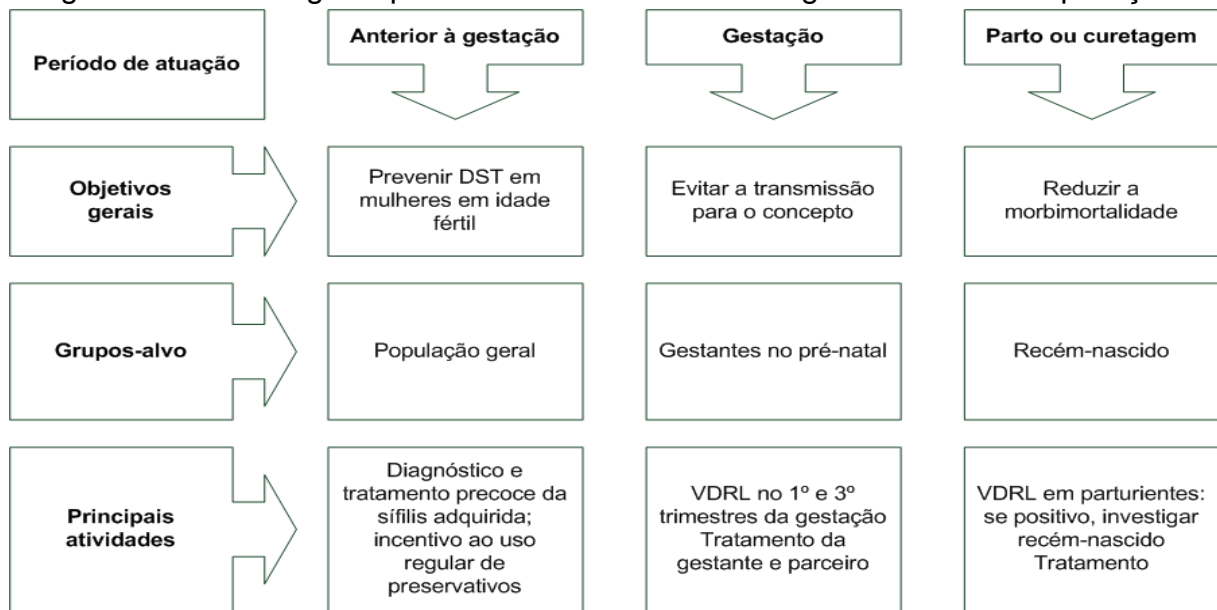 Período de atuação
Anterior à gestação
Gestação
Parto ou curetagem
Objetivos
gerais
Prevenir DST em
mulheres em idade
fértil
Evitar a transmissão
para o concepto
Reduzir a
morbimortalidade
Grupos-alvo
População geral
Gestantes no pré-natal
Recém-nascido
Principais
atividades
Diagnóstico e
tratamento precoce da
sífilis adquirida;
incentivo ao uso
regular de
preservativos
VDRL no 1º e 3º
trimestres da gestação
Tratamento da
gestante e parceiro
VDRL em parturientes:
se positivo, investigar
recém-nascido
Tratamento